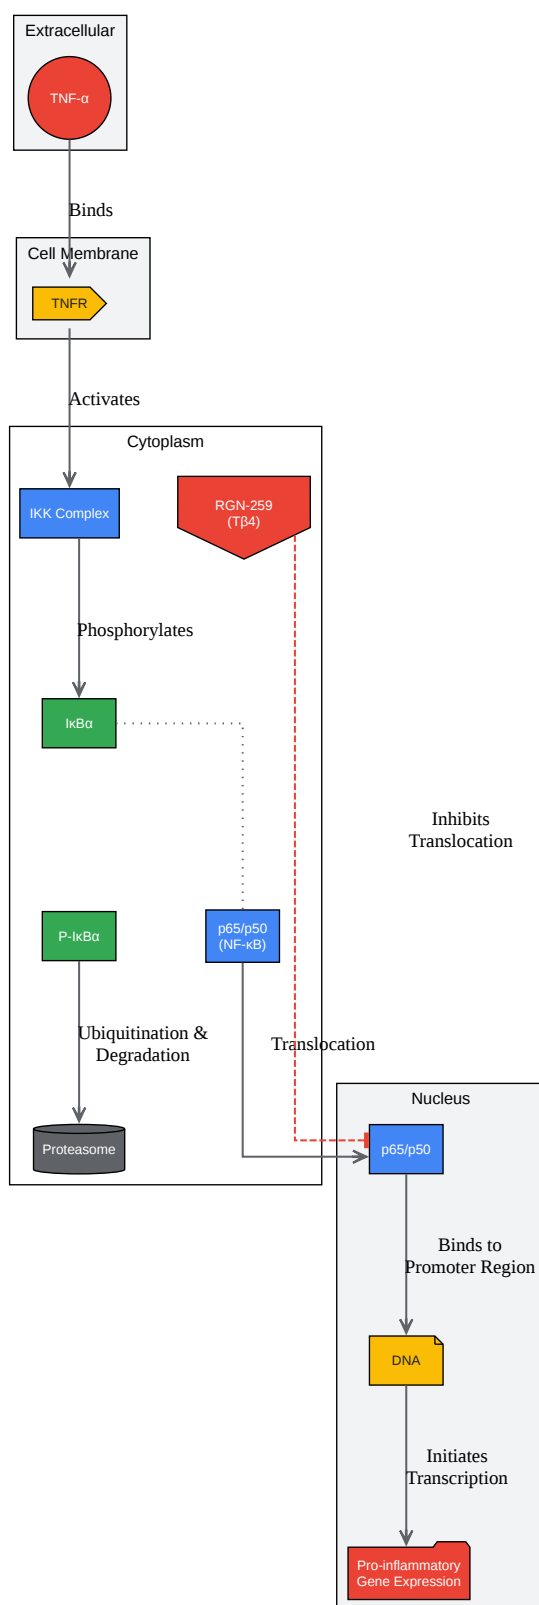 Extracellular
TNF-α
Binds
Cell Membrane
TNFR
Activates
Cytoplasm
IKK Complex
RGN-259
(Tβ4)
Phosphorylates
IκBα
Inhibits
Translocation
P-IκBα
p65/p50
(NF-κB)
Ubiquitination &
Degradation
Translocation
Nucleus
Proteasome
p65/p50
Binds to
Promoter Region
DNA
Initiates
Transcription
Pro-inflammatory
Gene Expression